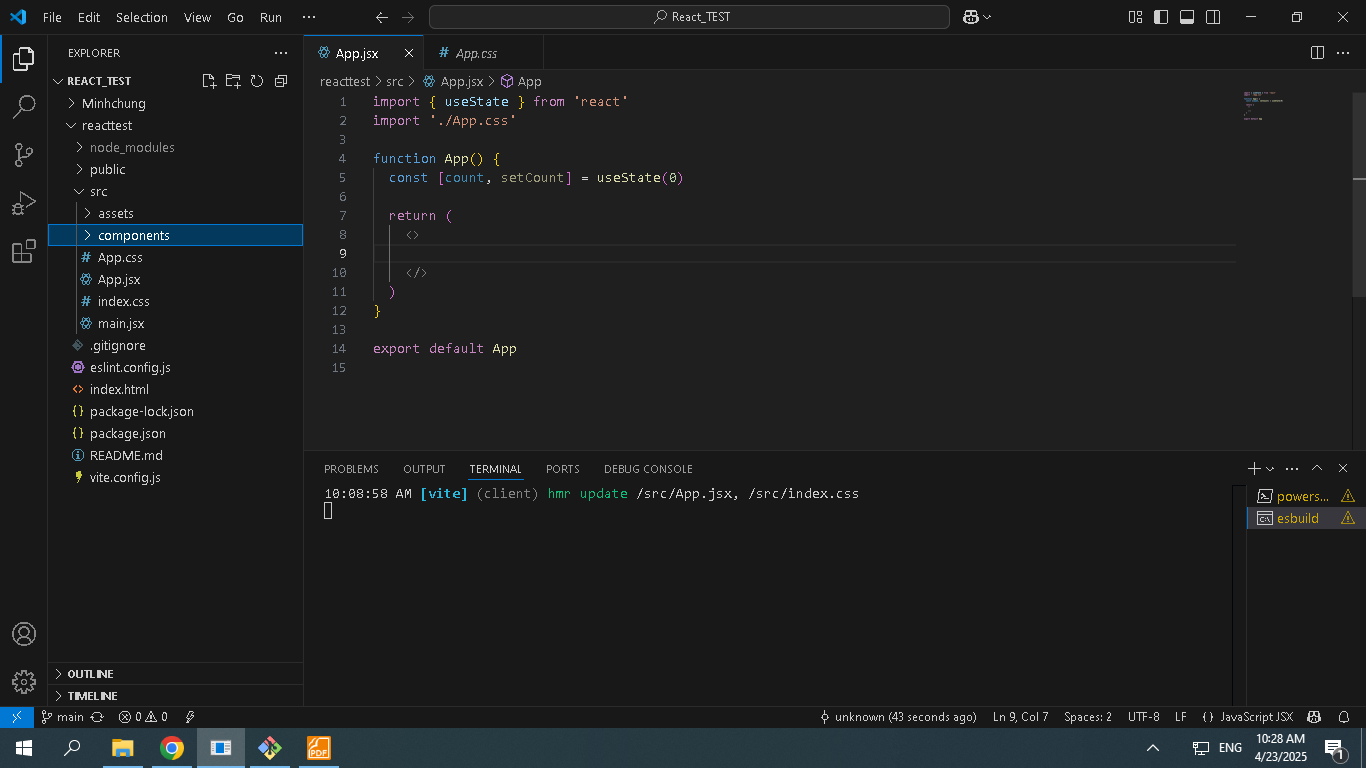 File Edit Selection View Go Run ··· React_TEST
EXPLORER ···
REACT_TEST
Minhchung
reacttest
node_modules
public
src
assets
components
# App.css
App.jsx
# index.css
main.jsx
.gitignore
eslint.config.js
<> index.html
{} package-lock.json
{} package.json
README.md
vite.config.js
OUTLINE
TIMELINE
App.jsx # App.css
reacttest > src > App.jsx > App
1 import { useState } from 'react'
2 import './App.css'
3
4 function App() {
5 const [count, setCount] = useState(0)
6
7 return (
8 <>
9
10 </>
11 )
12 }
13
14 export default App
15
PROBLEMS OUTPUT TERMINAL PORTS DEBUG CONSOLE
10:08:58 AM [vite] (client) hmr update /src/App.jsx, /src/index.css
powers...
esbuild
main 0 0 unknown (43 seconds ago) Ln 9, Col 7 Spaces: 2 UTF-8 LF {} JavaScript JSX
PDF ENG 10:28 AM
4/23/2025 1